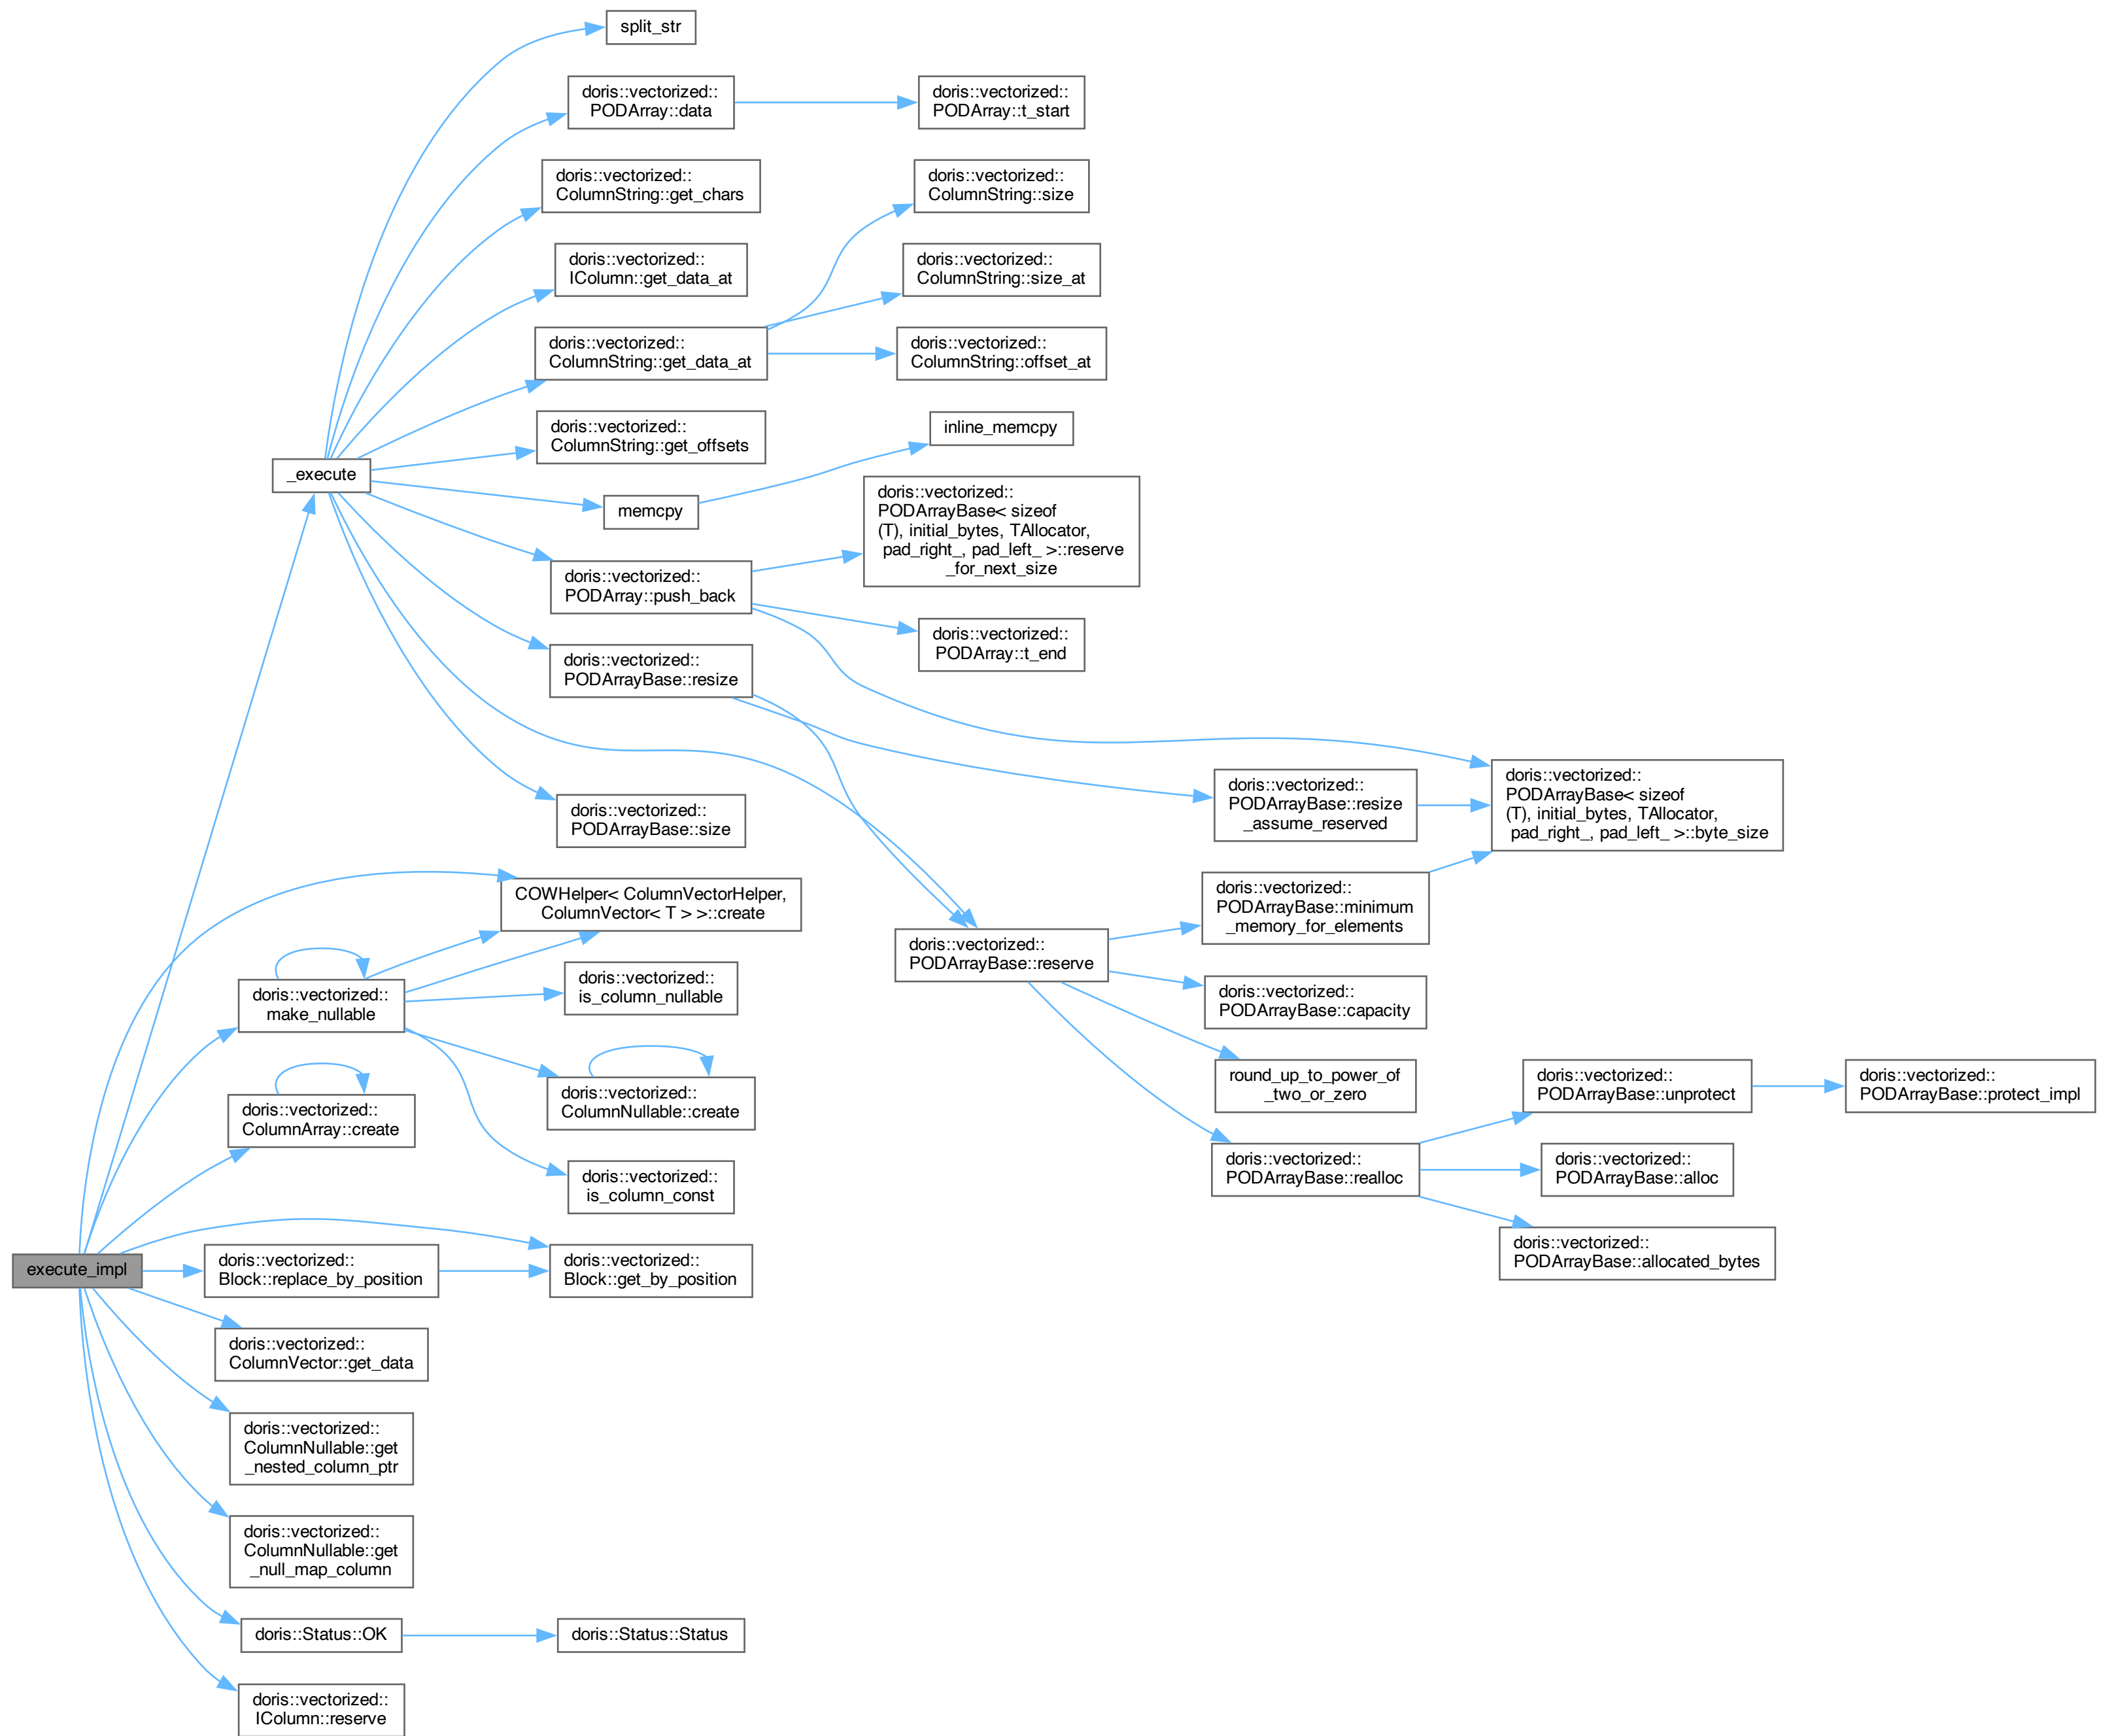 split_str
doris::vectorized::
PODArray::data
doris::vectorized::
PODArray::t_start
doris::vectorized::
ColumnString::get_chars
doris::vectorized::
ColumnString::size
doris::vectorized::
IColumn::get_data_at
doris::vectorized::
ColumnString::size_at
doris::vectorized::
ColumnString::get_data_at
doris::vectorized::
ColumnString::offset_at
doris::vectorized::
ColumnString::get_offsets
inline_memcpy
_execute
memcpy
doris::vectorized::
PODArrayBase< sizeof
(T), initial_bytes, TAllocator,
pad_right_, pad_left_ >::reserve
_for_next_size
doris::vectorized::
PODArray::push_back
doris::vectorized::
PODArray::t_end
doris::vectorized::
PODArrayBase::resize
doris::vectorized::
PODArrayBase::resize
_assume_reserved
doris::vectorized::
PODArrayBase< sizeof
(T), initial_bytes, TAllocator,
pad_right_, pad_left_ >::byte_size
doris::vectorized::
PODArrayBase::size
COWHelper< ColumnVectorHelper,
ColumnVector< T > >::create
doris::vectorized::
PODArrayBase::minimum
_memory_for_elements
doris::vectorized::
PODArrayBase::reserve
doris::vectorized::
make_nullable
doris::vectorized::
is_column_nullable
doris::vectorized::
PODArrayBase::capacity
round_up_to_power_of
_two_or_zero
doris::vectorized::
PODArrayBase::unprotect
doris::vectorized::
PODArrayBase::protect_impl
doris::vectorized::
ColumnArray::create
doris::vectorized::
ColumnNullable::create
doris::vectorized::
PODArrayBase::realloc
doris::vectorized::
PODArrayBase::alloc
doris::vectorized::
is_column_const
doris::vectorized::
PODArrayBase::allocated_bytes
execute_impl
doris::vectorized::
Block::replace_by_position
doris::vectorized::
Block::get_by_position
doris::vectorized::
ColumnVector::get_data
doris::vectorized::
ColumnNullable::get
_nested_column_ptr
doris::vectorized::
ColumnNullable::get
_null_map_column
doris::Status::OK
doris::Status::Status
doris::vectorized::
IColumn::reserve